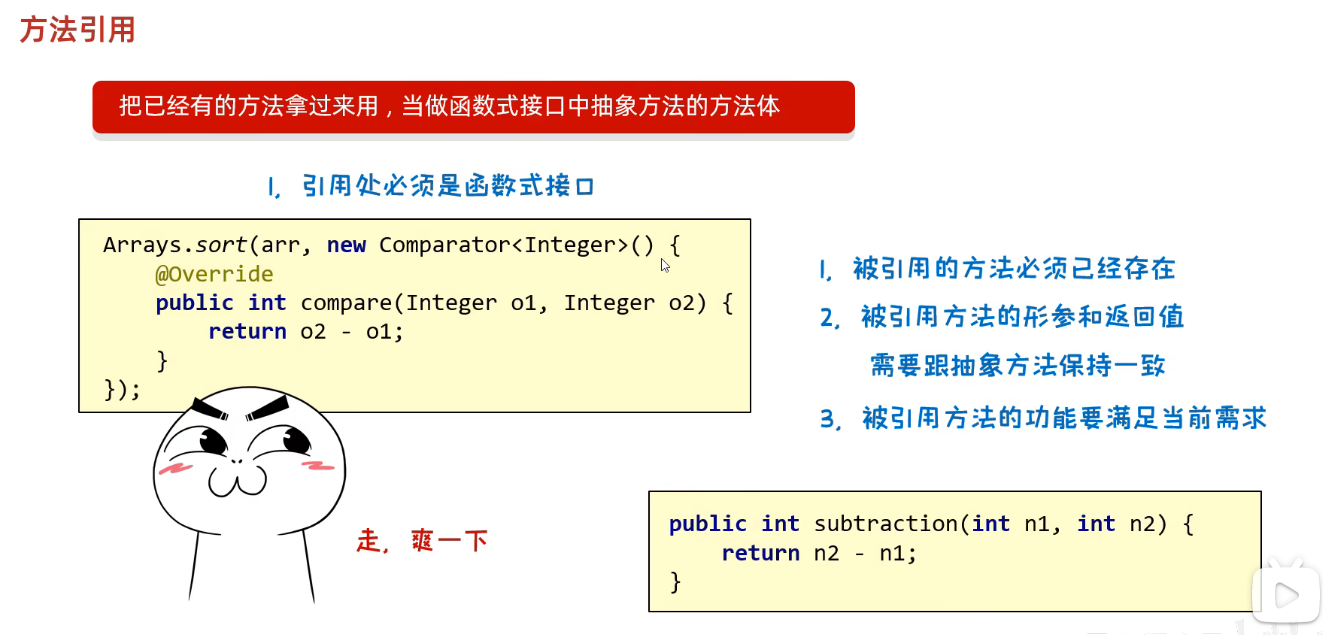 方法引用
把已经有的方法拿过来用，当做函数式接口中抽象方法的方法体
1，引用处必须是函数式接口
Arrays.sort(arr, new Comparator<Integer>() {
    @Override
    public int compare(Integer o1, Integer o2) {
        return o2 - o1;
    }
});
1，被引用的方法必须已经存在
2，被引用方法的形参和返回值
需要跟抽象方法保持一致
3，被引用方法的功能要满足当前需求
走，爽一下
public int subtraction(int n1, int n2) {
    return n2 - n1;
}